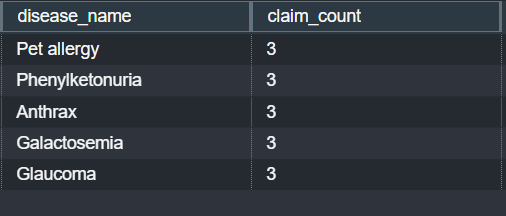 disease_name claim_count
Pet allergy 3
Phenylketonuria 3
Anthrax 3
Galactosemia 3
Glaucoma 3